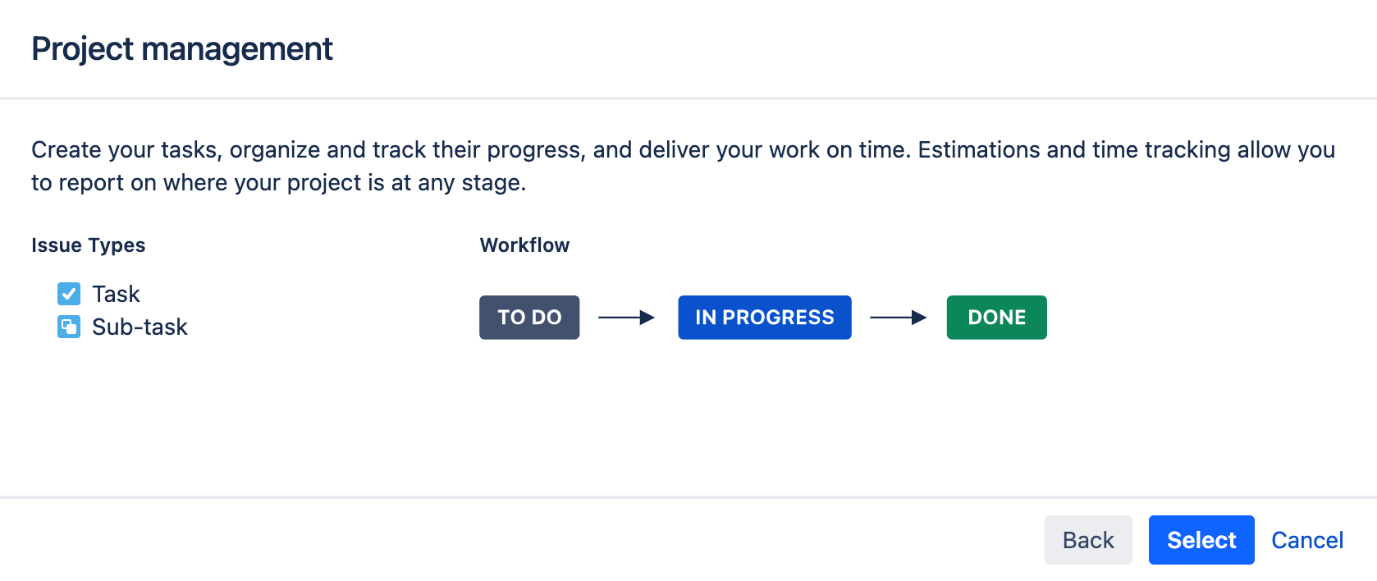 Project management
Create your tasks, organize and track their progress, and deliver your work on time. Estimations and time tracking allow you
to report on where your project is at any stage.
Issue Types
Task
Sub-task
Workflow
TO DO
IN PROGRESS
DONE
Back
Select
Cancel